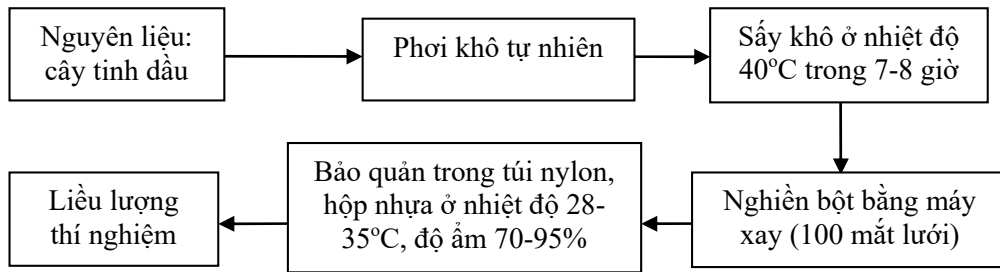 Nguyên liệu:
cây tinh dầu
Phơi khô tự nhiên
Sấy khô ở nhiệt độ
40°C trong 7-8 giờ
Nghiền bột bằng máy
xay (100 mắt lưới)
Bảo quản trong túi nylon,
hộp nhựa ở nhiệt độ 28-
35°C, độ ẩm 70-95%
Liều lượng
thí nghiệm